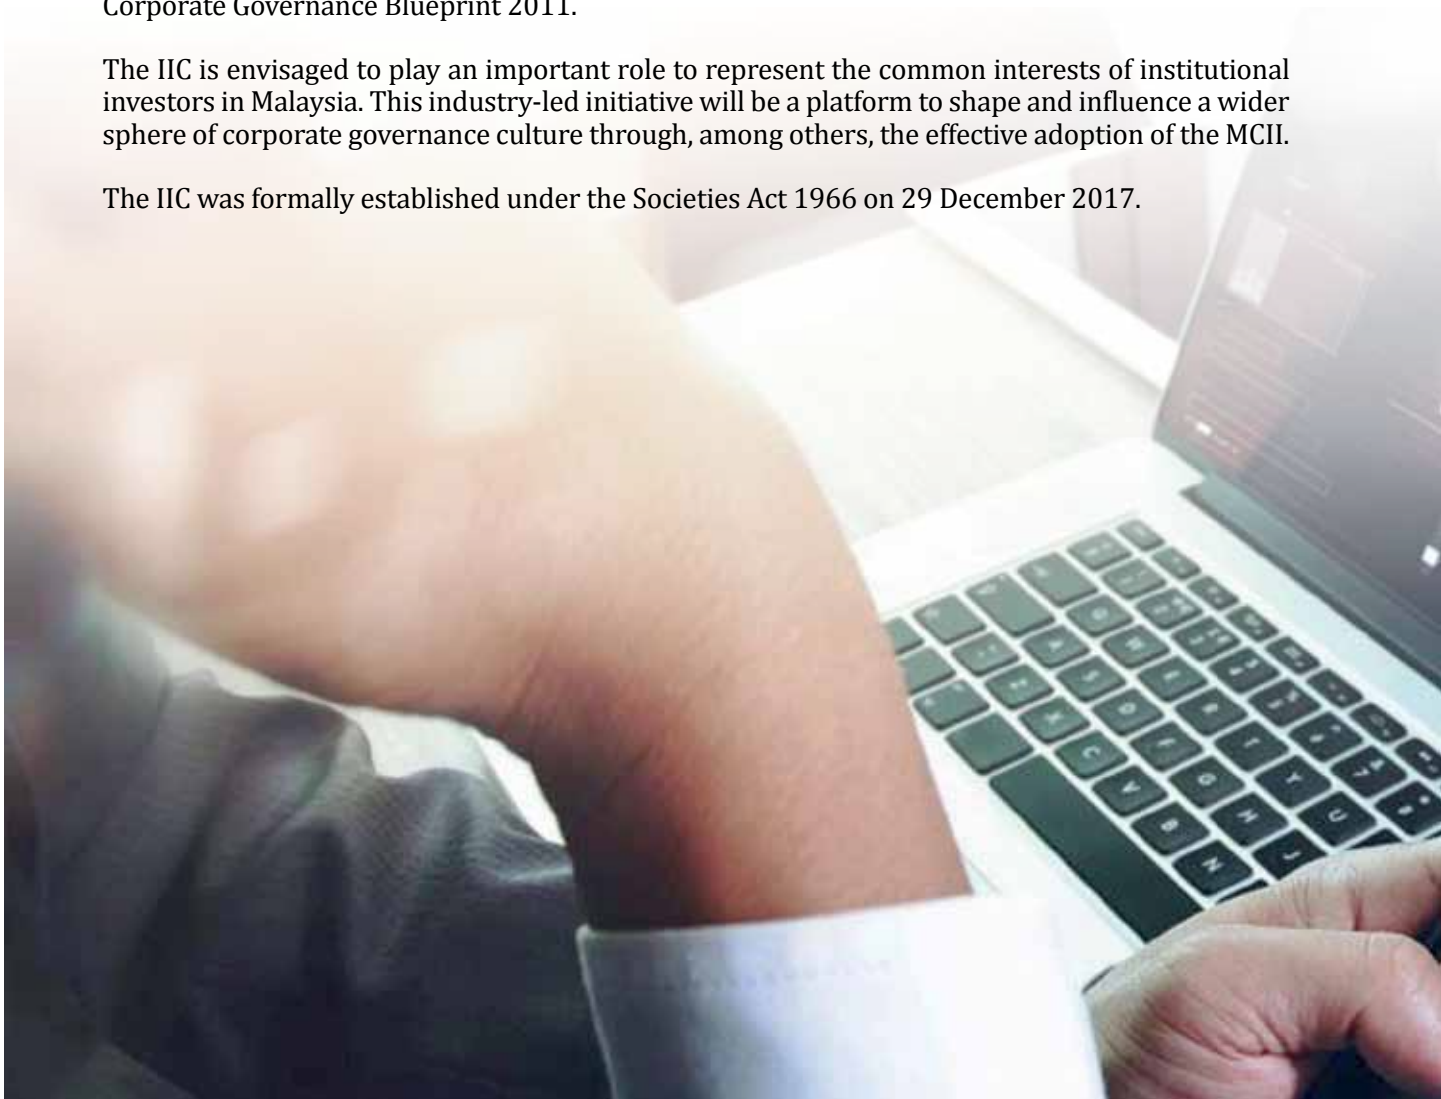 Corporate Governance Blueprint 2011.
The IIC is envisaged to play an important role to represent the common interests of institutional
investors in Malaysia. This industry-led initiative will be a platform to shape and influence a wider
sphere of corporate governance culture through, among others, the effective adoption of the MCII.
The IIC was formally established under the Societies Act 1966 on 29 December 2017.